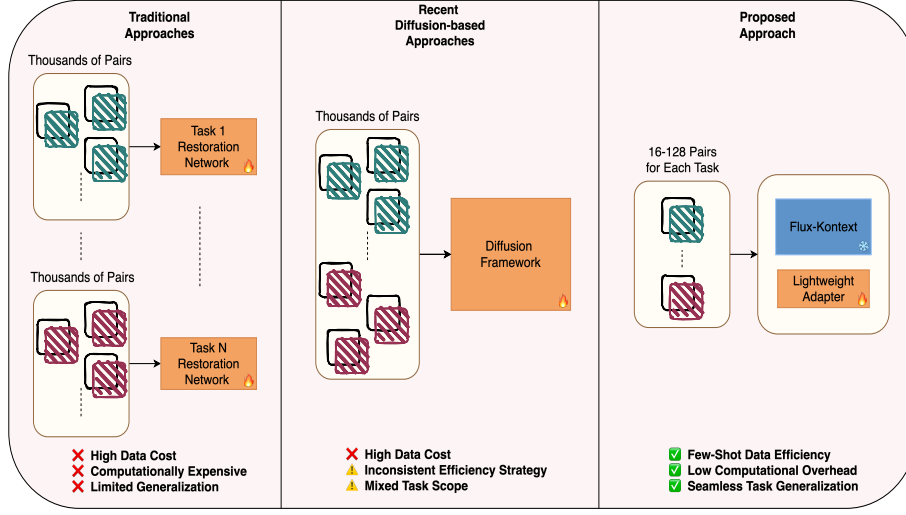 Traditional
Approaches
Thousands of Pairs
Task 1
Restoration
Network
Thousands of Pairs
Task N
Restoration
Network
❌ High Data Cost
❌ Computationally Expensive
❌ Limited Generalization
Recent
Diffusion-based
Approaches
Thousands of Pairs
Diffusion
Framework
❌ High Data Cost
⚠️ Inconsistent Efficiency Strategy
⚠️ Mixed Task Scope
Proposed
Approach
16-128 Pairs
for Each Task
Flux-Kontext
Lightweight
Adapter
✅ Few-Shot Data Efficiency
✅ Low Computational Overhead
✅ Seamless Task Generalization